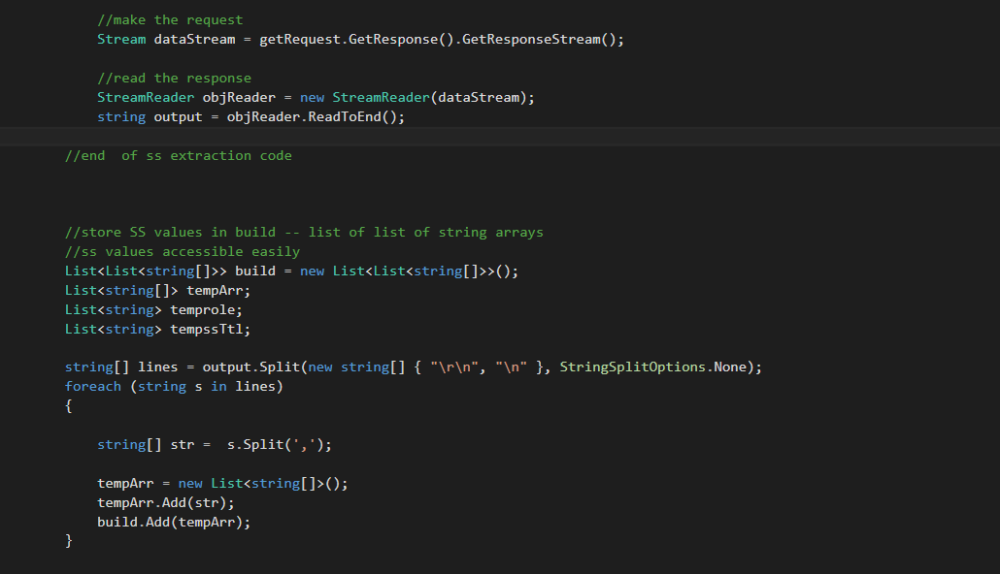 //make the request
Stream dataStream = getRequest.GetResponse().GetResponseStream();
//read the response
StreamReader objReader = new StreamReader(dataStream);
string output = objReader.ReadToEnd();
//end  of ss extraction code
//store SS values in build -- list of list of string arrays
//ss values accessible easily
List<List<string[]>> build = new List<List<string[]>>();
List<string[]> tempArr;
List<string> temprole;
List<string> tempssTtl;
string[] lines = output.Split(new string[] { "\r\n", "\n" }, StringSplitOptions.None);
foreach (string s in lines)
{
string[] str =  s.Split(',');
tempArr = new List<string[]>();
tempArr.Add(str);
build.Add(tempArr);
}